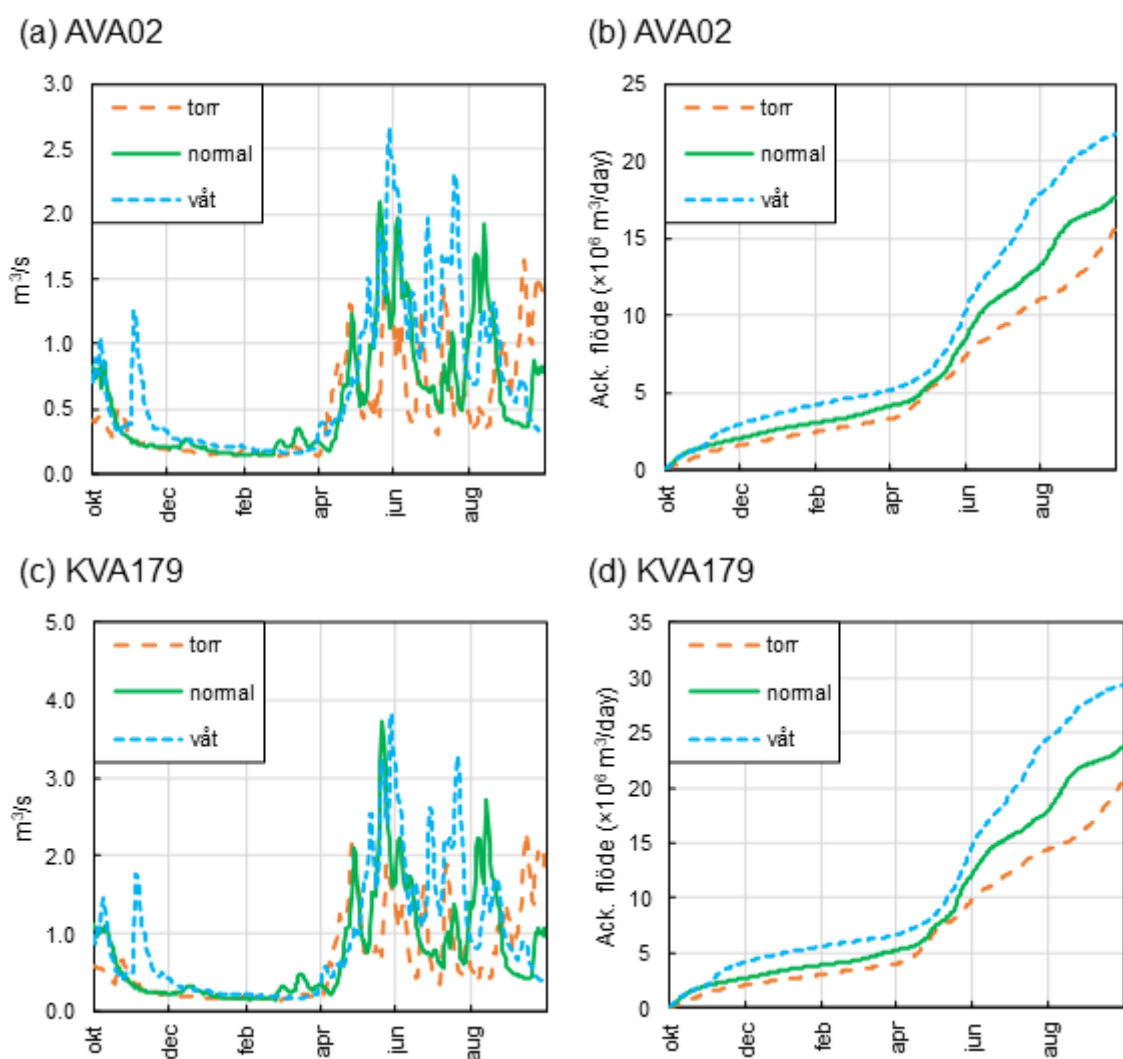 (a) AVA02
3.0
2.5
2.0
1.5
1.0
0.5
0.0
m³/s
torr
normal
våt
okt
dec
feb
apr
jun
aug
(b) AVA02
25
20
15
10
5
0
Ack. flöde (×10⁶ m³/day)
torr
normal
våt
okt
dec
feb
apr
jun
aug
(c) KVA179
5.0
4.0
3.0
2.0
1.0
0.0
m³/s
torr
normal
våt
okt
dec
feb
apr
jun
aug
(d) KVA179
35
30
25
20
15
10
5
0
Ack. flöde (×10⁶ m³/day)
torr
normal
våt
okt
dec
feb
apr
jun
aug